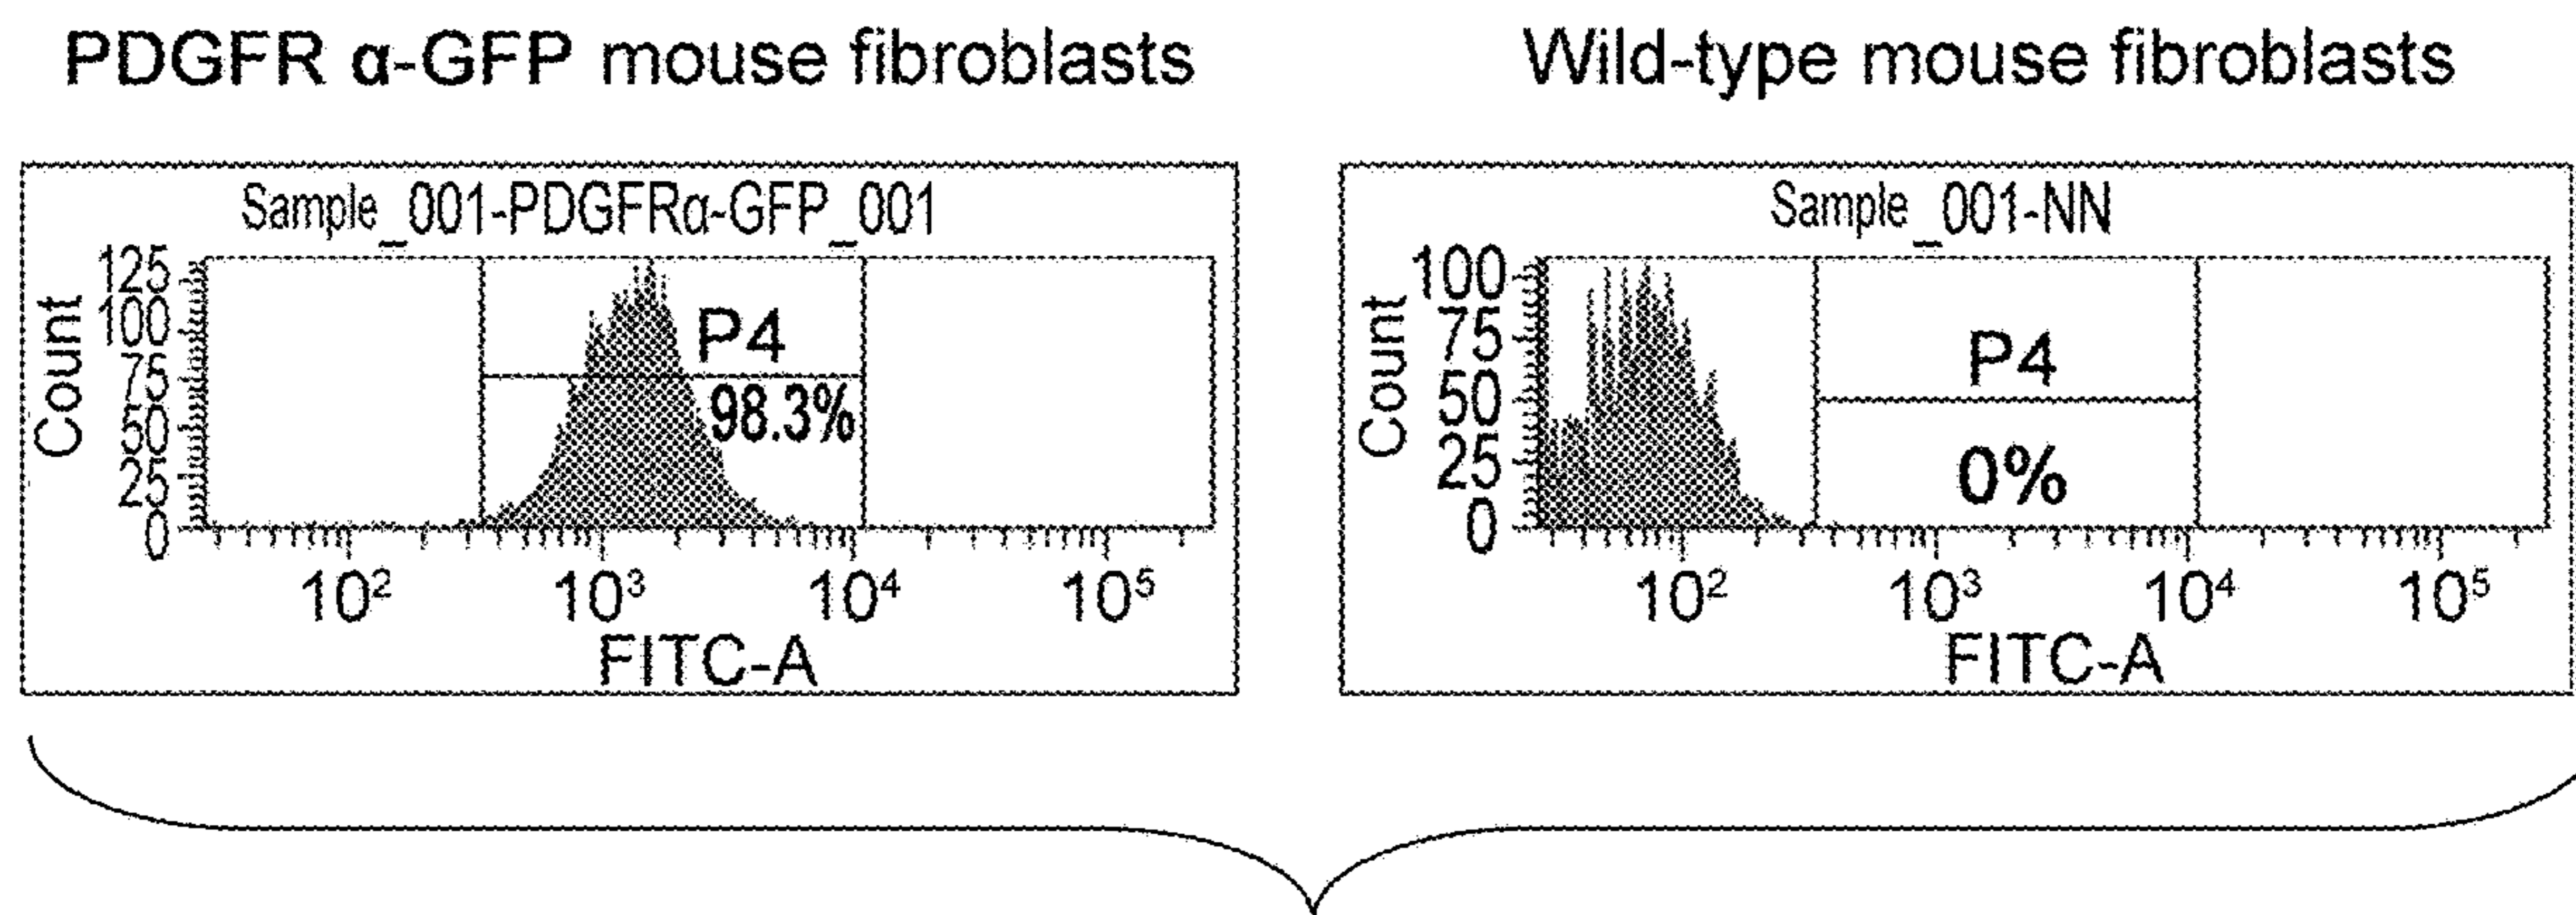 PDGFR α-GFP mouse fibroblasts
Sample_001-PDGFRα-GFP_001
Count
125
100
75
50
25
0
P4
98.3%
10²
10³
10⁴
10⁵
FITC-A
Wild-type mouse fibroblasts
Sample_001-NN
Count
100
75
50
25
0
P4
0%
10²
10³
10⁴
10⁵
FITC-A